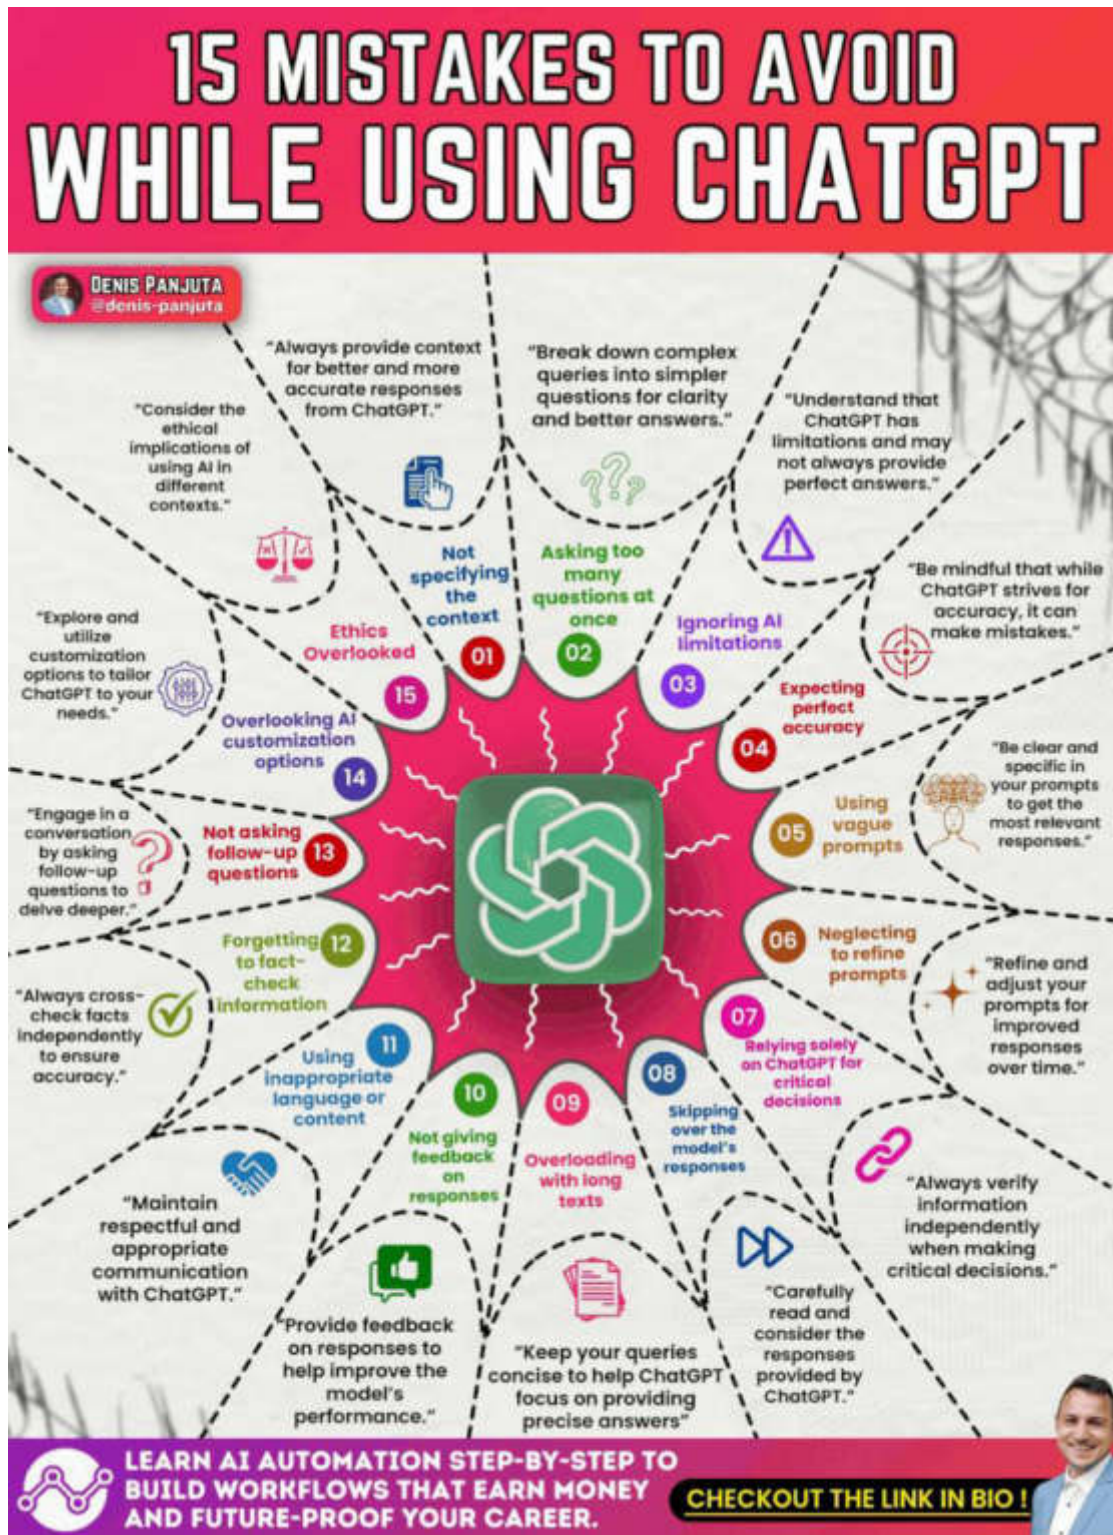 15 MISTAKES TO AVOID
WHILE USING CHATGPT
DENIS PANJUTA
@denis-panjuta
"Always provide context
for better and more
accurate responses
from ChatGPT."
Not
specifying
the
context
01
"Break down complex
queries into simpler
questions for clarity
and better answers."
Asking too
many
questions at
once
02
"Understand that
ChatGPT has
limitations and may
not always provide
perfect answers."
Ignoring AI
limitations
03
"Be mindful that while
ChatGPT strives for
accuracy, it can
make mistakes."
Expecting
perfect
accuracy
04
"Be clear and
specific in
your prompts
to get the
most relevant
responses."
Using
vague
prompts
05
"Refine and
adjust your
prompts for
improved
responses
over time."
Neglecting
to refine
prompts
06
07
Relying solely
on ChatGPT for
critical
decisions
"Always verify
information
independently
when making
critical decisions."
08
Skipping
over the
model's
responses
"Carefully
read and
consider the
responses
provided by
ChatGPT."
09
Overloading
with long
texts
"Keep your queries
concise to help ChatGPT
focus on providing
precise answers"
10
Not giving
feedback
on
responses
"Provide feedback
on responses to
help improve the
model's
performance."
11
Using
inappropriate
language or
content
"Maintain
respectful and
appropriate
communication
with ChatGPT."
12
Forgetting
to fact-
check
information
"Always cross-
check facts
independently
to ensure
accuracy."
13
Not asking
follow-up
questions
"Engage in a
conversation
by asking
follow-up
questions to
delve deeper."
14
Overlooking AI
customization
options
"Explore and
utilize
customization
options to tailor
ChatGPT to your
needs."
15
Ethics
Overlooked
"Consider the
ethical
implications of
using AI in
different
contexts."
LEARN AI AUTOMATION STEP-BY-STEP TO
BUILD WORKFLOWS THAT EARN MONEY
AND FUTURE-PROOF YOUR CAREER.
CHECKOUT THE LINK IN BIO !